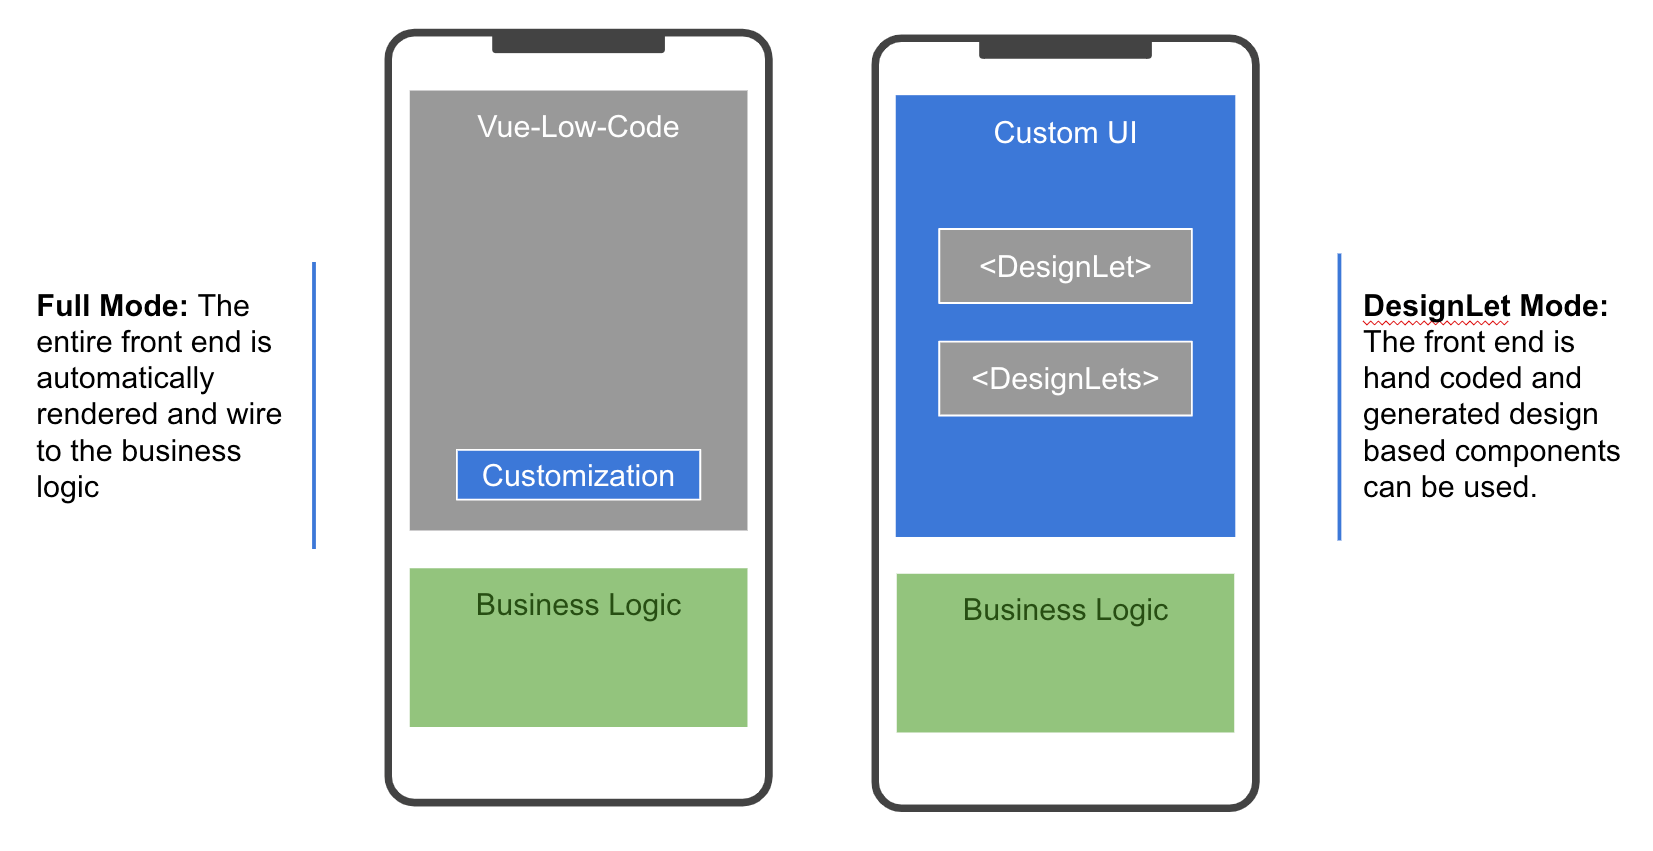 Full Mode: The
entire front end is
automatically
rendered and wire
to the business
logic
Vue-Low-Code
Customization
Business Logic
Custom UI
<DesignLet>
<DesignLets>
Business Logic
DesignLet Mode:
The front end is
hand coded and
generated design
based components
can be used.